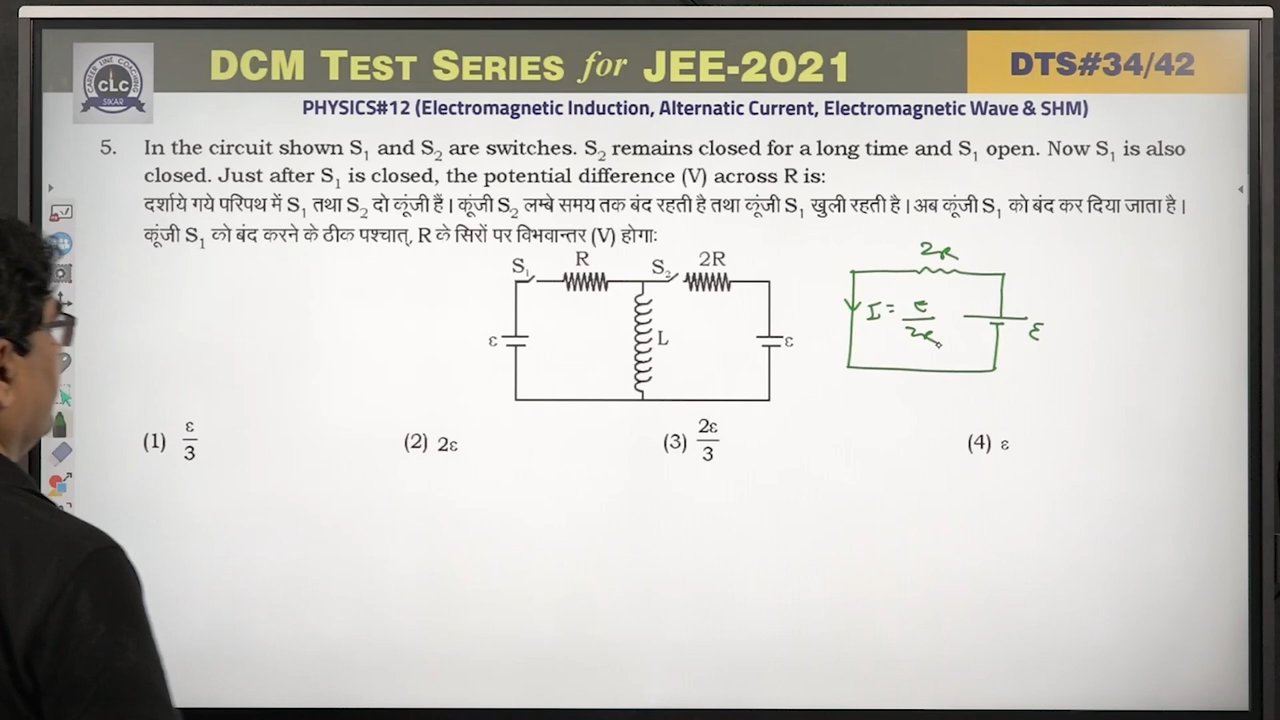 DCM TEST SERIES for JEE-2021
DTS#34/42
CAREER LINE COACHING
CLC
SIKAR
PHYSICS#12 (Electromagnetic Induction, Alternatic Current, Electromagnetic Wave & SHM)
5. In the circuit shown S₁ and S₂ are switches. S₂ remains closed for a long time and S₁ open. Now S₁ is also
closed. Just after S₁ is closed, the potential difference (V) across R is:
दर्शाये गये परिपथ में S₁ तथा S₂ दो कूंजी हैं। कूंजी S₂ लम्बे समय तक बंद रहती है तथा कूंजी S₁ खुली रहती है। अब कूंजी S₁ को बंद कर दिया जाता है।
कूंजी S₁ को बंद करने के ठीक पश्चात्, R के सिरों पर विभवान्तर (V) होगाः
S₁ R S₂ 2R
ε L ε
2R
I = ε/2R
ε
(1) ε/3 (2) 2ε (3) 2ε/3 (4) ε